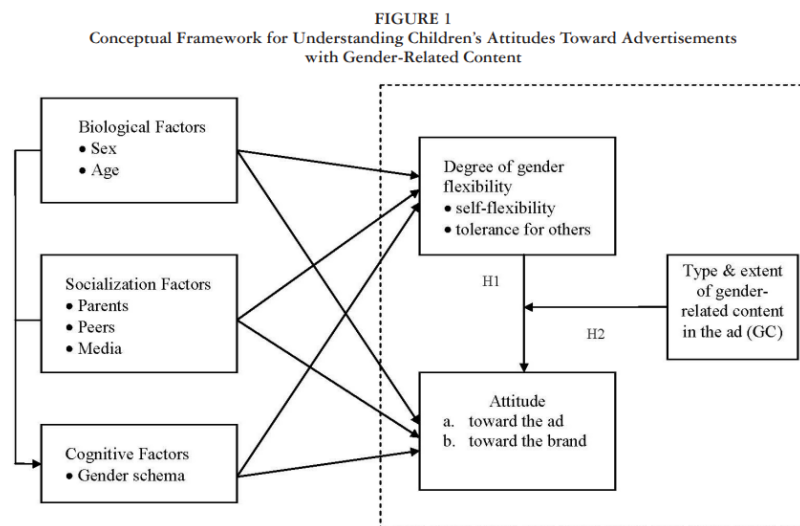 FIGURE 1
Conceptual Framework for Understanding Children's Attitudes Toward Advertisements
with Gender-Related Content
Biological Factors
• Sex
• Age
Socialization Factors
• Parents
• Peers
• Media
Cognitive Factors
• Gender schema
Degree of gender
flexibility
• self-flexibility
• tolerance for others
H1
H2
Type & extent
of gender-
related content
in the ad (GC)
Attitude
a. toward the ad
b. toward the brand